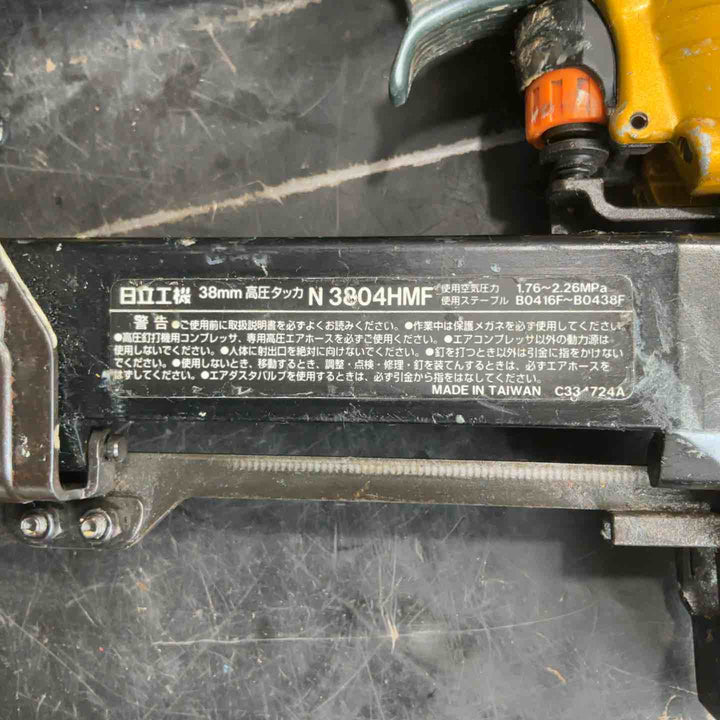 日立工機 38mm 高圧タッカ N 3804HMF 使用空気圧力 1.76~2.26MPa
使用ステープル B0416F~B0438F
警告 ●ご使用前に取扱説明書を必ずよくお読みください。●作業中は保護メガネを必ず使用してください。
●高圧釘打機用コンプレッサ、専用高圧エアホースを必ずご使用ください。●エアコンプレッサ以外の動力源は
使用しないでください。●人体に射出口を絶対に向けないでください。●釘を打つとき以外は引金に指をかけない
でください。●使用しないとき、移動するとき、調整・点検・修理・釘を装てんするときは、必ずエアホースを
はずしてください。●エアダスタバルブを使用するときは、必ず引金から指をはなしてください。
MADE IN TAIWAN